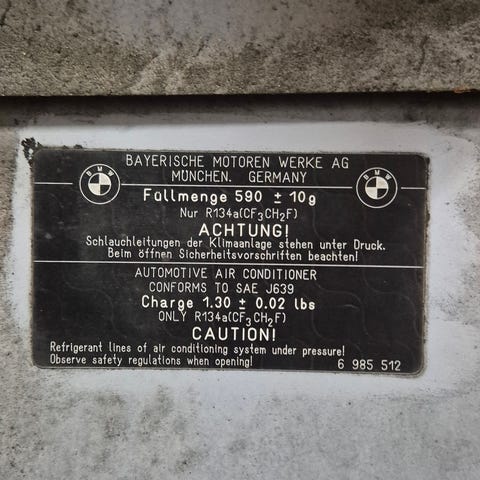 BMW
BMW
BAYERISCHE MOTOREN WERKE AG
MÜNCHEN. GERMANY
Füllmenge 590 ± 10g
Nur R134a(CF₃CH₂F)
ACHTUNG!
Schlauchleitungen der Klimaanlage stehen unter Druck.
Beim öffnen Sicherheitsvorschriften beachten!
AUTOMOTIVE AIR CONDITIONER
CONFORMS TO SAE J639
Charge 1.30 ± 0.02 lbs
ONLY R134a(CF₃CH₂F)
CAUTION!
Refrigerant lines of air conditioning system under pressure!
Observe safety regulations when opening!
6 985 512